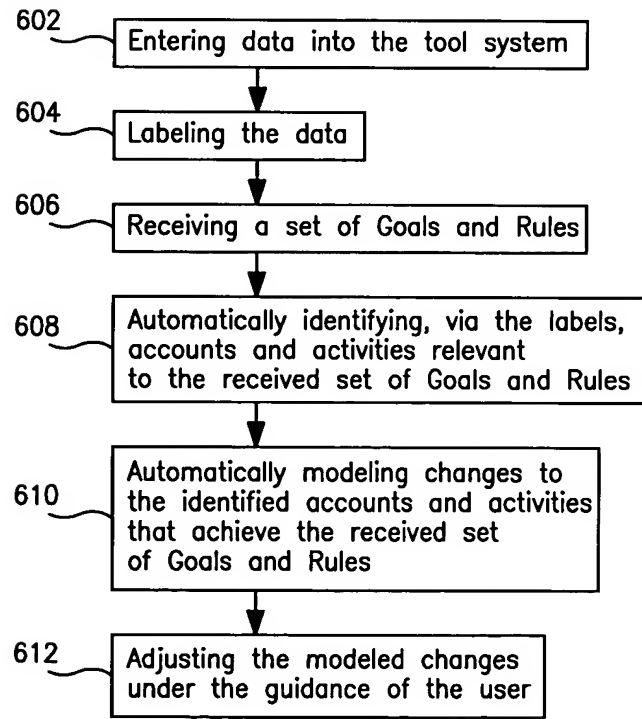 602
Entering data into the tool system
604
Labeling the data
606
Receiving a set of Goals and Rules
608
Automatically identifying, via the labels,
accounts and activities relevant
to the received set of Goals and Rules
610
Automatically modeling changes to
the identified accounts and activities
that achieve the received set
of Goals and Rules
612
Adjusting the modeled changes
under the guidance of the user